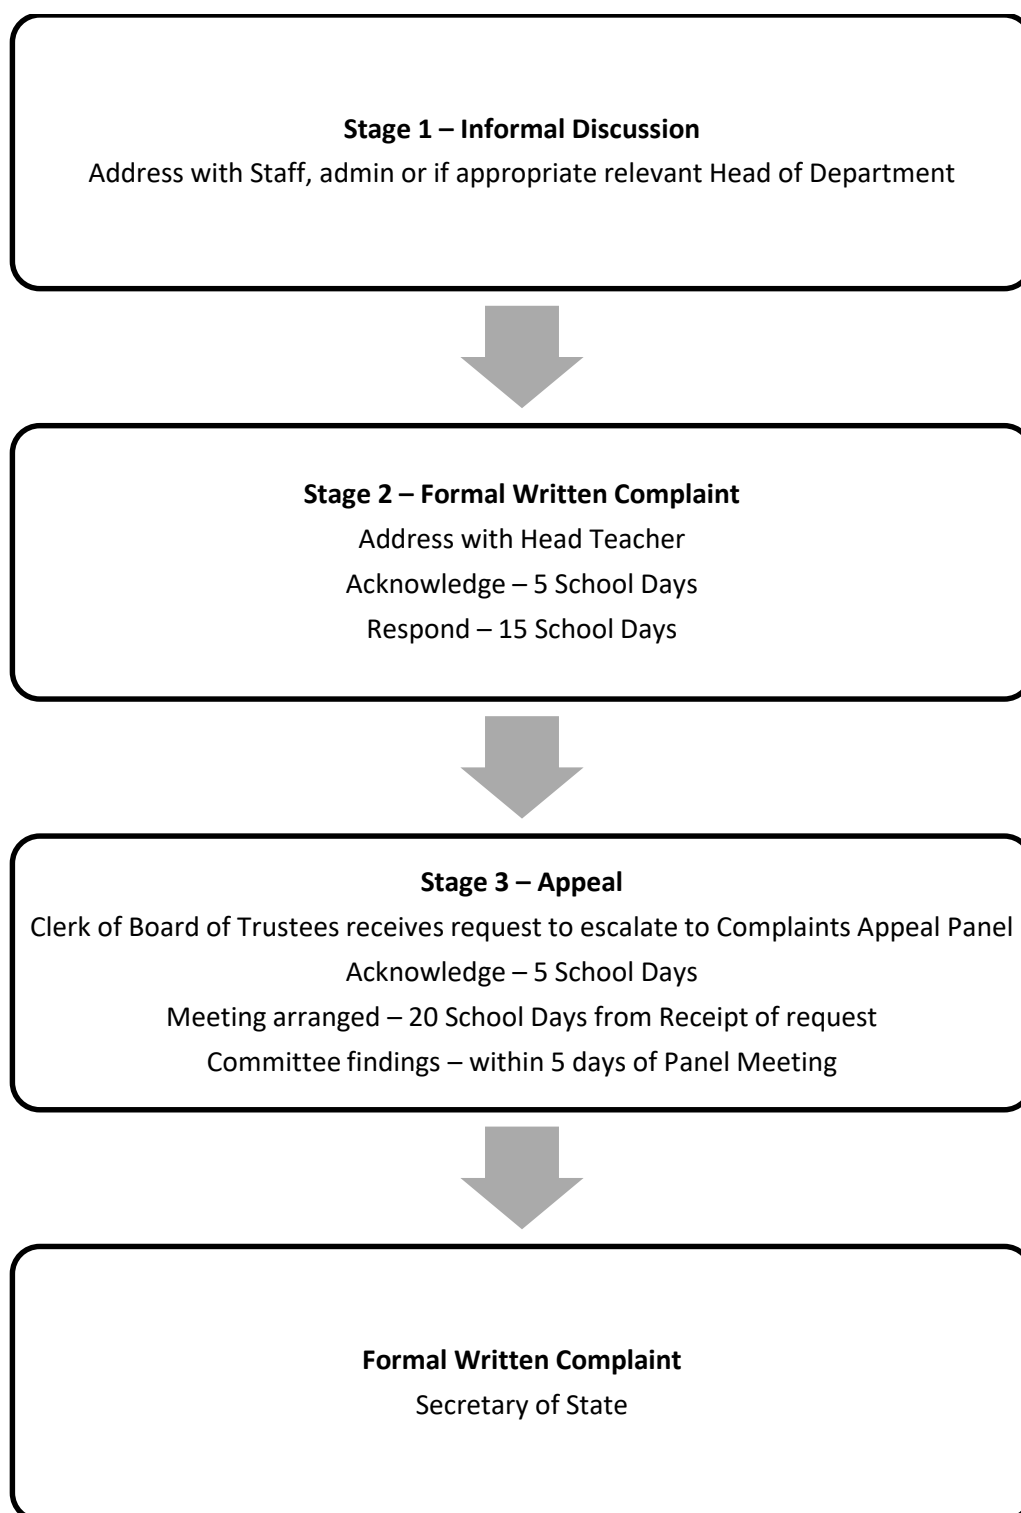 Stage 1 – Informal Discussion
Address with Staff, admin or if appropriate relevant Head of Department
Stage 2 – Formal Written Complaint
Address with Head Teacher
Acknowledge – 5 School Days
Respond – 15 School Days
Stage 3 – Appeal
Clerk of Board of Trustees receives request to escalate to Complaints Appeal Panel
Acknowledge – 5 School Days
Meeting arranged – 20 School Days from Receipt of request
Committee findings – within 5 days of Panel Meeting
Formal Written Complaint
Secretary of State